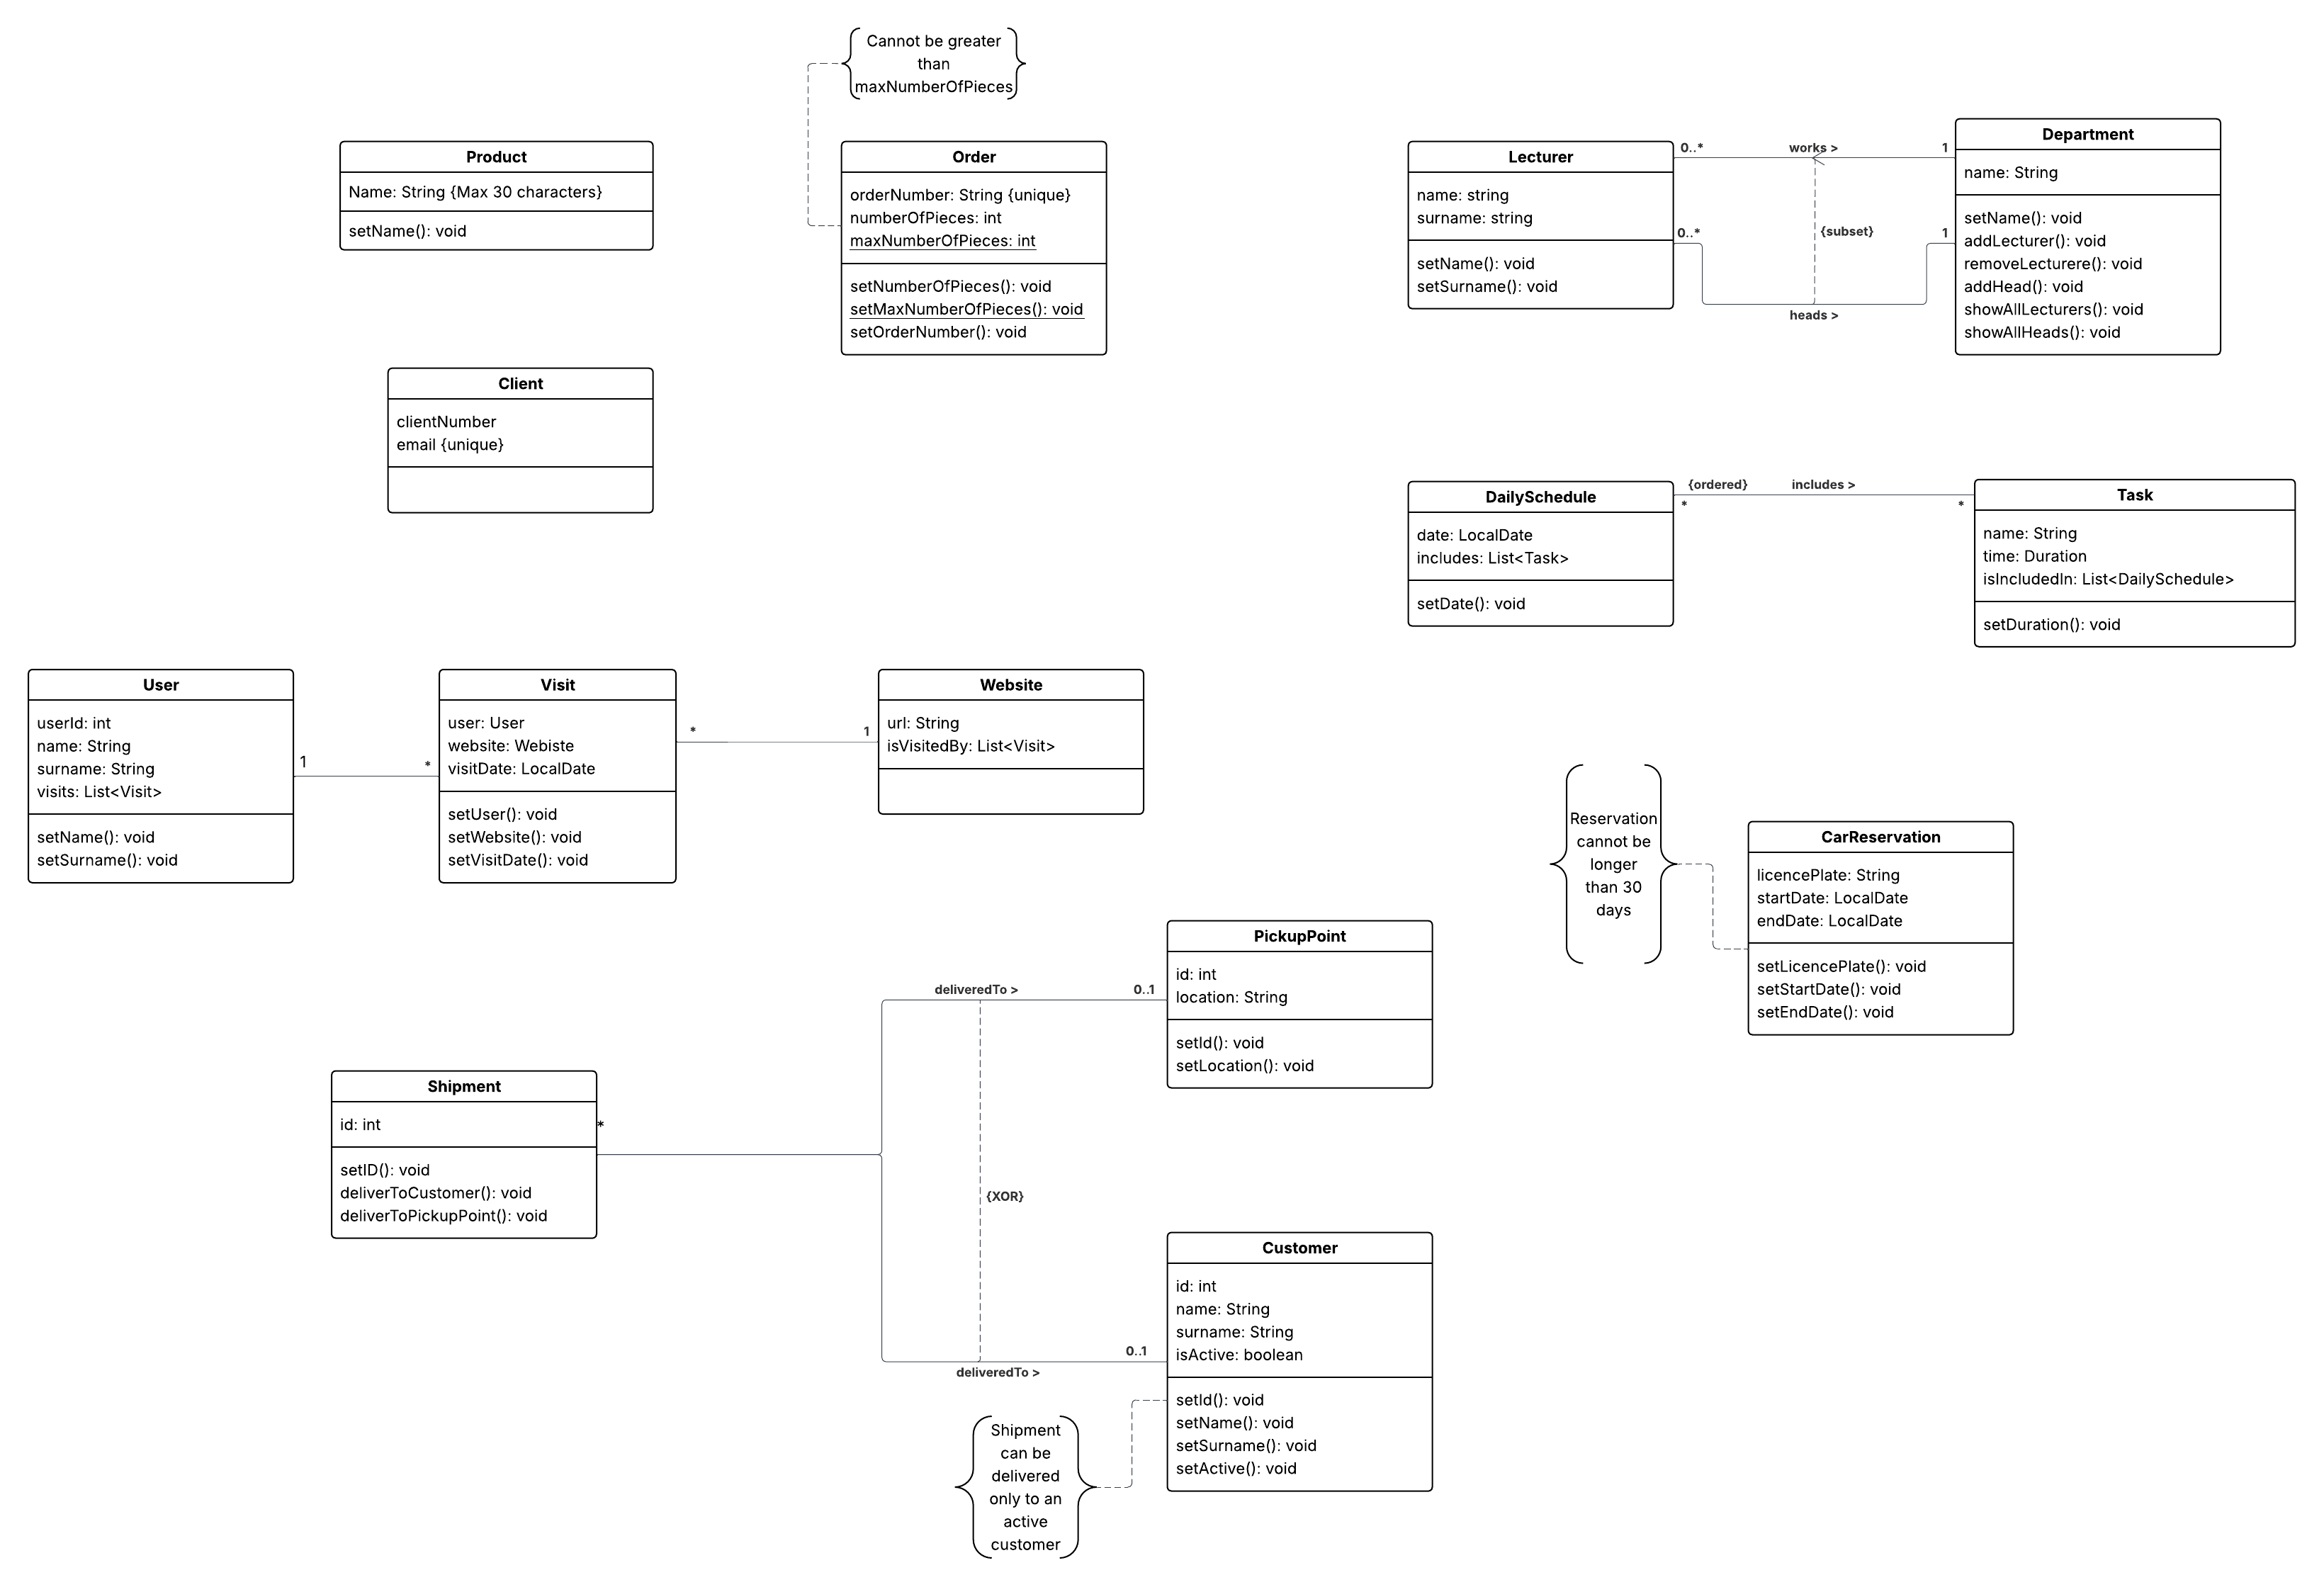 Cannot be greater
than
maxNumberOfPieces
Product
Name: String {Max 30 characters}
setName(): void
Order
orderNumber: String {unique}
numberOfPieces: int
maxNumberOfPieces: int
setNumberOfPieces(): void
setMaxNumberOfPieces(): void
setOrderNumber(): void
Lecturer
name: string
surname: string
setName(): void
setSurname(): void
0..*
works >
1
{subset}
0..*
1
heads >
Department
name: String
setName(): void
addLecturer(): void
removeLecturere(): void
addHead(): void
showAllLecturers(): void
showAllHeads(): void
Client
clientNumber
email {unique}
DailySchedule
date: LocalDate
includes: List<Task>
setDate(): void
{ordered}
includes >
*
*
Task
name: String
time: Duration
isIncludedIn: List<DailySchedule>
setDuration(): void
User
userId: int
name: String
surname: String
visits: List<Visit>
setName(): void
setSurname(): void
1
*
Visit
user: User
website: Webiste
visitDate: LocalDate
setUser(): void
setWebsite(): void
setVisitDate(): void
*
1
Website
url: String
isVisitedBy: List<Visit>
Reservation
cannot be
longer
than 30
days
CarReservation
licencePlate: String
startDate: LocalDate
endDate: LocalDate
setLicencePlate(): void
setStartDate(): void
setEndDate(): void
Shipment
id: int
setID(): void
deliverToCustomer(): void
deliverToPickupPoint(): void
*
deliveredTo >
0..1
PickupPoint
id: int
location: String
setId(): void
setLocation(): void
{XOR}
deliveredTo >
0..1
Customer
id: int
name: String
surname: String
isActive: boolean
setId(): void
setName(): void
setSurname(): void
setActive(): void
Shipment
can be
delivered
only to an
active
customer